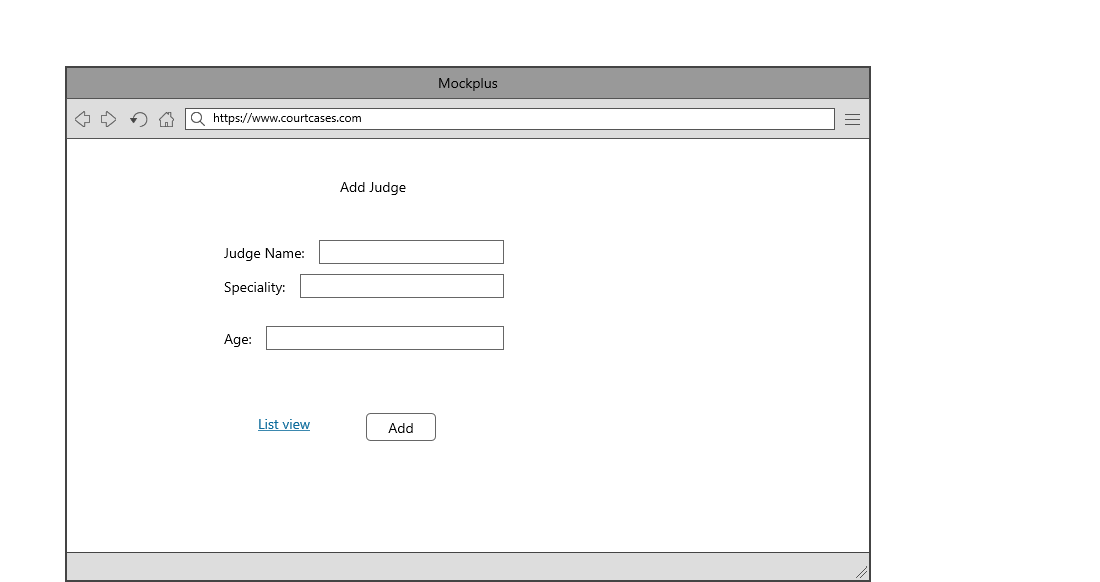 Mockplus
https://www.courtcases.com
Add Judge
Judge Name:
Speciality:
Age:
List view
Add